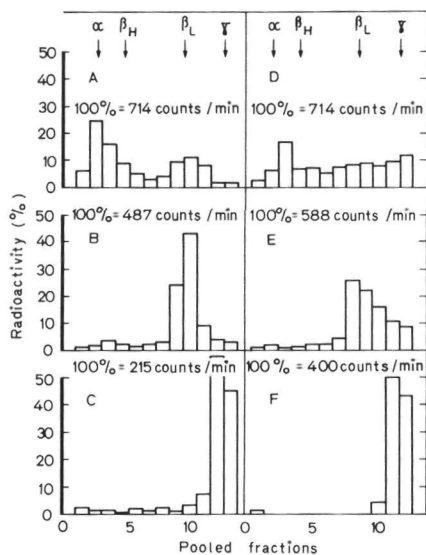 α β_H β_L γ α β_H β_L γ
50 A D
40 100% = 714 counts / min 100% = 714 counts / min
30
20
10
0
50 100% = 487 counts / min 100% = 588 counts / min
40 B E
30
20
10
0
50 100% = 215 counts / min 100% = 400 counts / min
40 C F
30
20
10
0
0 5 10 0 5 10
Radioactivity (%)
Pooled fractions